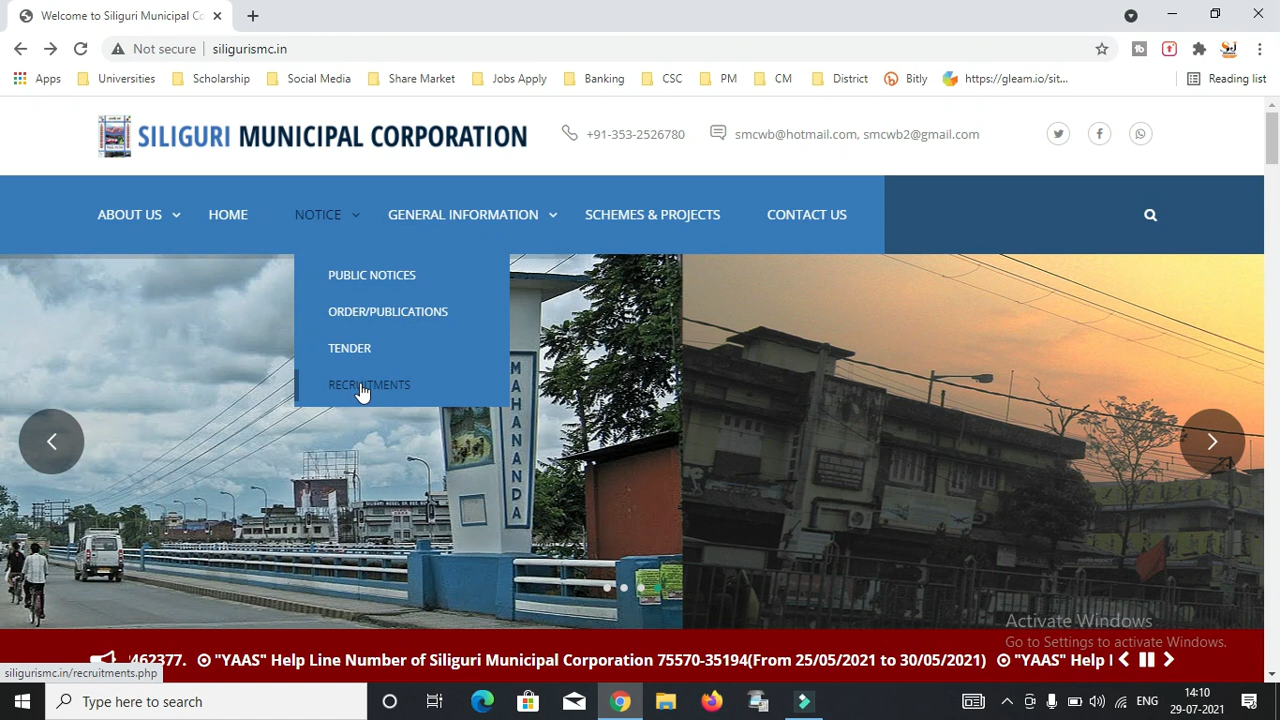 Welcome to Siliguri Municipal Co
Not secure siligurismc.in
Apps Universities Scholarship Social Media Share Market Jobs Apply Banking CSC PM CM District Bitly https://gleam.io/sit... Reading list
SILIGURI MUNICIPAL CORPORATION +91-353-2526780 smcwb@hotmail.com, smcwb2@gmail.com
ABOUT US HOME NOTICE GENERAL INFORMATION SCHEMES & PROJECTS CONTACT US
PUBLIC NOTICES
ORDER/PUBLICATIONS
TENDER
RECRUITMENTS
MAHANANDA
Activate Windows
Go to Settings to activate Windows.
462377. "YAAS" Help Line Number of Siliguri Municipal Corporation 75570-35194(From 25/05/2021 to 30/05/2021) "YAAS" Help
siligurismc.in/recruitments.php
Type here to search
ENG
14:10
29-07-2021